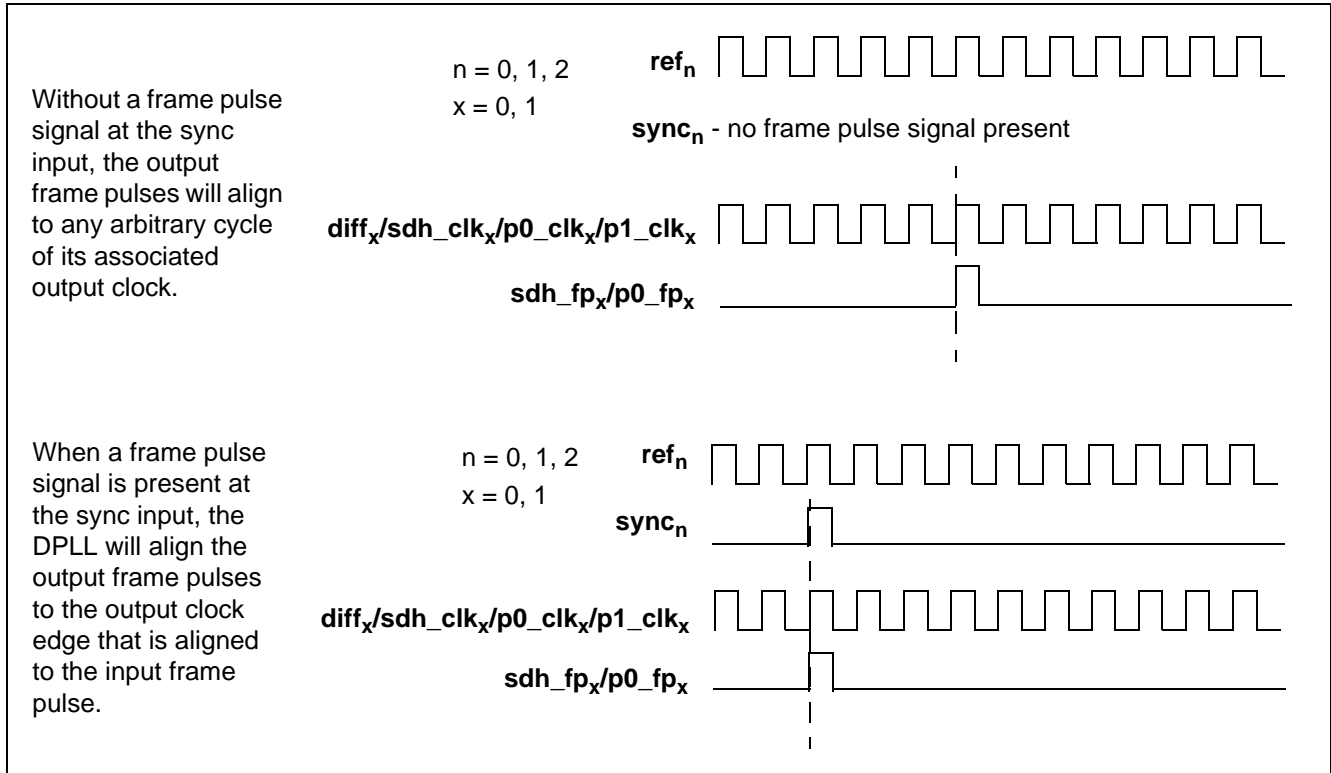 Without a frame pulse
signal at the sync
input, the output
frame pulses will align
to any arbitrary cycle
of its associated
output clock.
n = 0, 1, 2
x = 0, 1
refn
syncn - no frame pulse signal present
diffx/sdh_clkx/p0_clkx/p1_clkx
sdh_fpx/p0_fpx
When a frame pulse
signal is present at
the sync input, the
DPLL will align the
output frame pulses
to the output clock
edge that is aligned
to the input frame
pulse.
n = 0, 1, 2
x = 0, 1
refn
syncn
diffx/sdh_clkx/p0_clkx/p1_clkx
sdh_fpx/p0_fpx